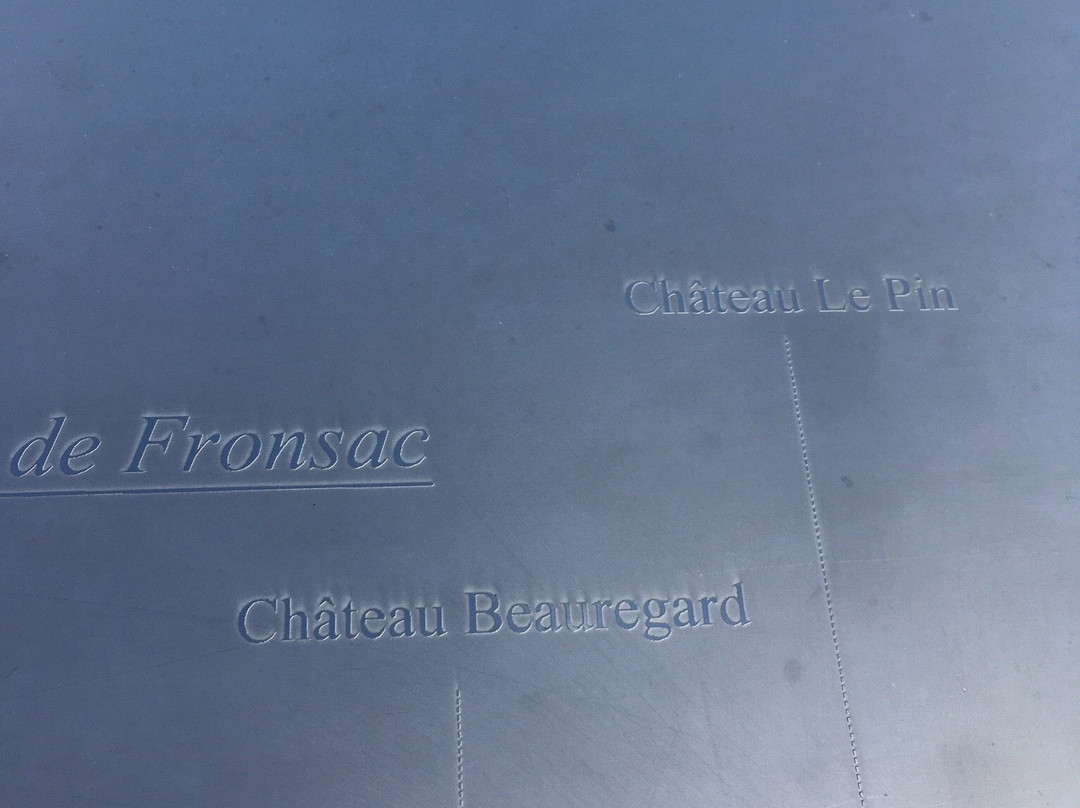 Château Le Pin
de Fronsac
Château Beauregard